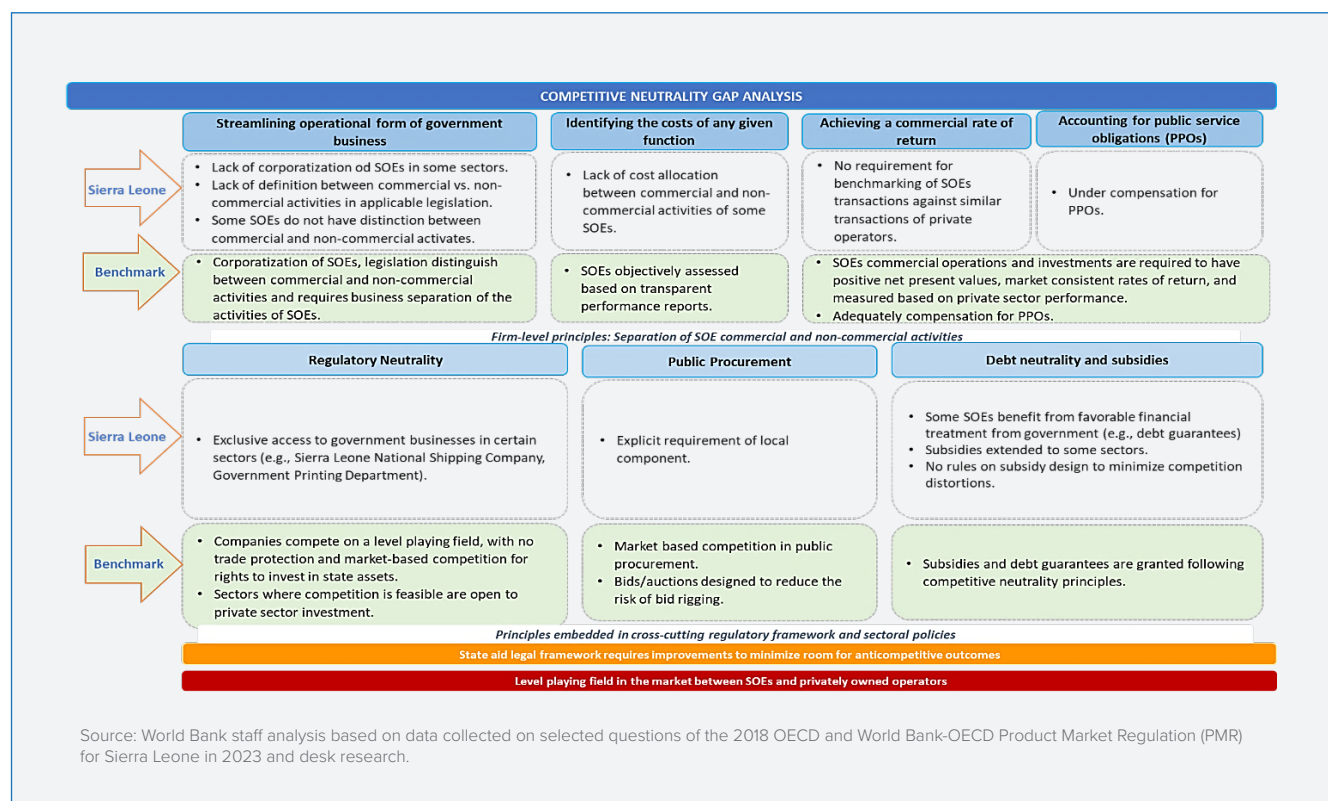 COMPETITIVE NEUTRALITY GAP ANALYSIS
Streamlining operational form of government
business
Identifying the costs of any given
function
Achieving a commercial rate of
return
Accounting for public service
obligations (PPOs)
Sierra Leone
• Lack of corporatization od SOEs in some sectors.
• Lack of definition between commercial vs. non-
commercial activities in applicable legislation.
• Some SOEs do not have distinction between
commercial and non-commercial activates.
• Lack of cost allocation
between commercial and non-
commercial activities of some
SOEs.
• No requirement for
benchmarking of SOEs
transactions against similar
transactions of private
operators.
• Under compensation for
PPOs.
Benchmark
• Corporatization of SOEs, legislation distinguish
between commercial and non-commercial
activities and requires business separation of the
activities of SOEs.
• SOEs objectively assessed
based on transparent
performance reports.
• SOEs commercial operations and investments are required to have
positive net present values, market consistent rates of return, and
measured based on private sector performance.
• Adequately compensation for PPOs.
Firm-level principles: Separation of SOE commercial and non-commercial activities
Regulatory Neutrality
Public Procurement
Debt neutrality and subsidies
Sierra Leone
• Exclusive access to government businesses in certain
sectors (e.g., Sierra Leone National Shipping Company,
Government Printing Department).
• Explicit requirement of local
component.
• Some SOEs benefit from favorable financial
treatment from government (e.g., debt guarantees)
• Subsidies extended to some sectors.
• No rules on subsidy design to minimize competition
distortions.
Benchmark
• Companies compete on a level playing field, with no
trade protection and market-based competition for
rights to invest in state assets.
• Sectors where competition is feasible are open to
private sector investment.
• Market based competition in public
procurement.
• Bids/auctions designed to reduce the
risk of bid rigging.
• Subsidies and debt guarantees are granted following
competitive neutrality principles.
Principles embedded in cross-cutting regulatory framework and sectoral policies
State aid legal framework requires improvements to minimize room for anticompetitive outcomes
Level playing field in the market between SOEs and privately owned operators
Source: World Bank staff analysis based on data collected on selected questions of the 2018 OECD and World Bank-OECD Product Market Regulation (PMR)
for Sierra Leone in 2023 and desk research.